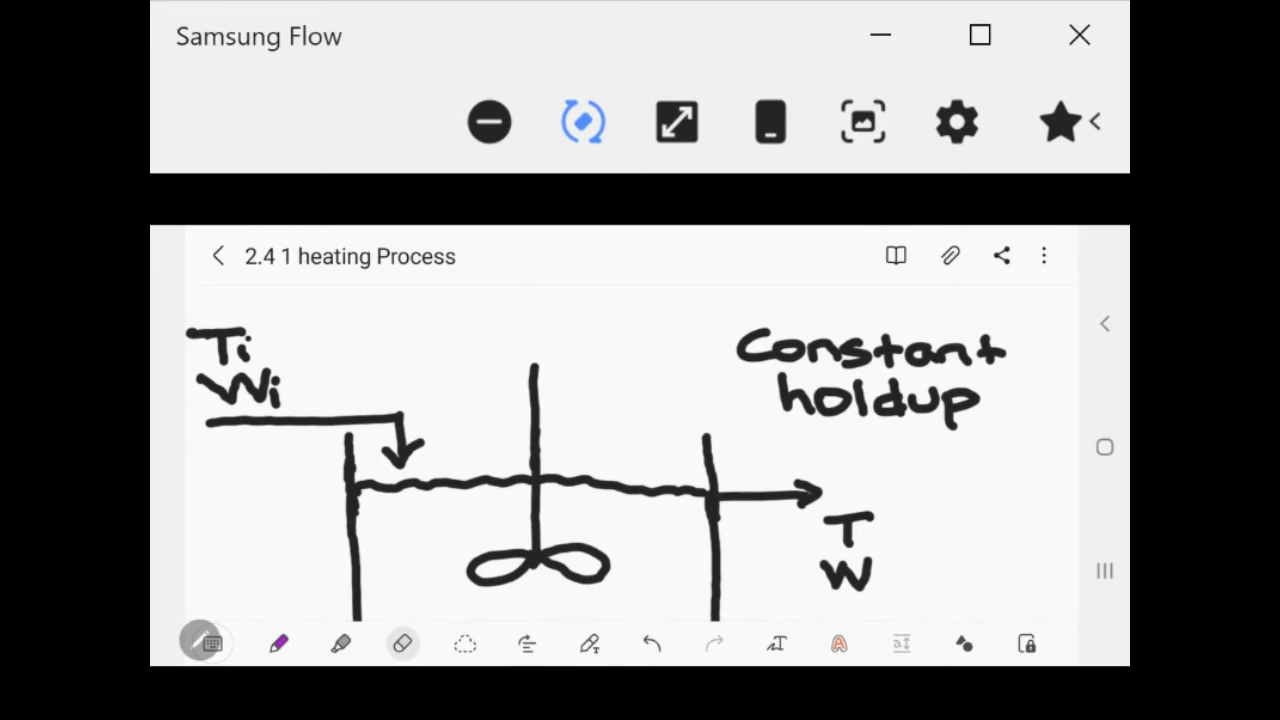 Samsung Flow
2.4 1 heating Process
Ti
Wi
Constant
holdup
T
W